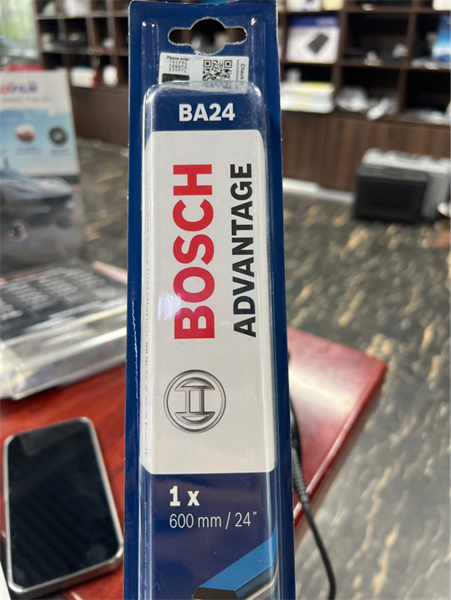 BA24
BOSCH
ADVANTAGE
1 x
600 mm / 24"